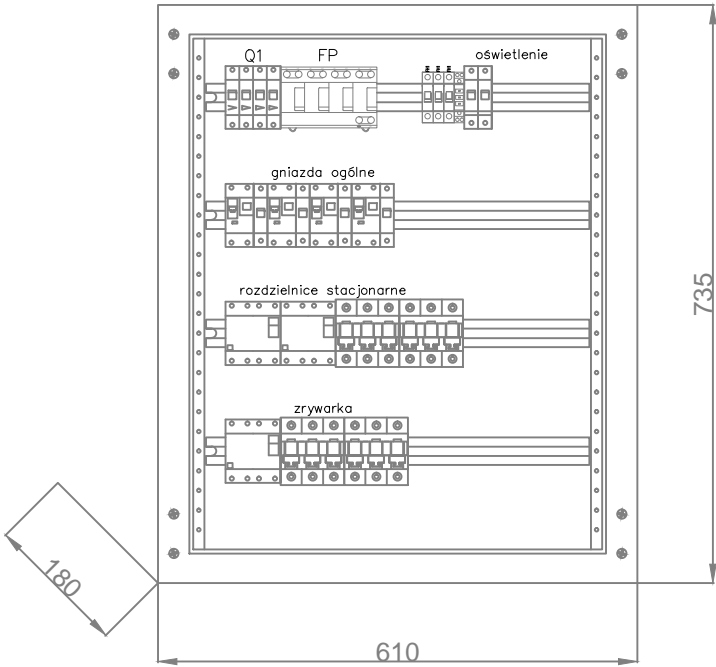 Q1 FP oświetlenie
gniazda ogólne
rozdzielnice stacjonarne
zrywarka
735
180
610